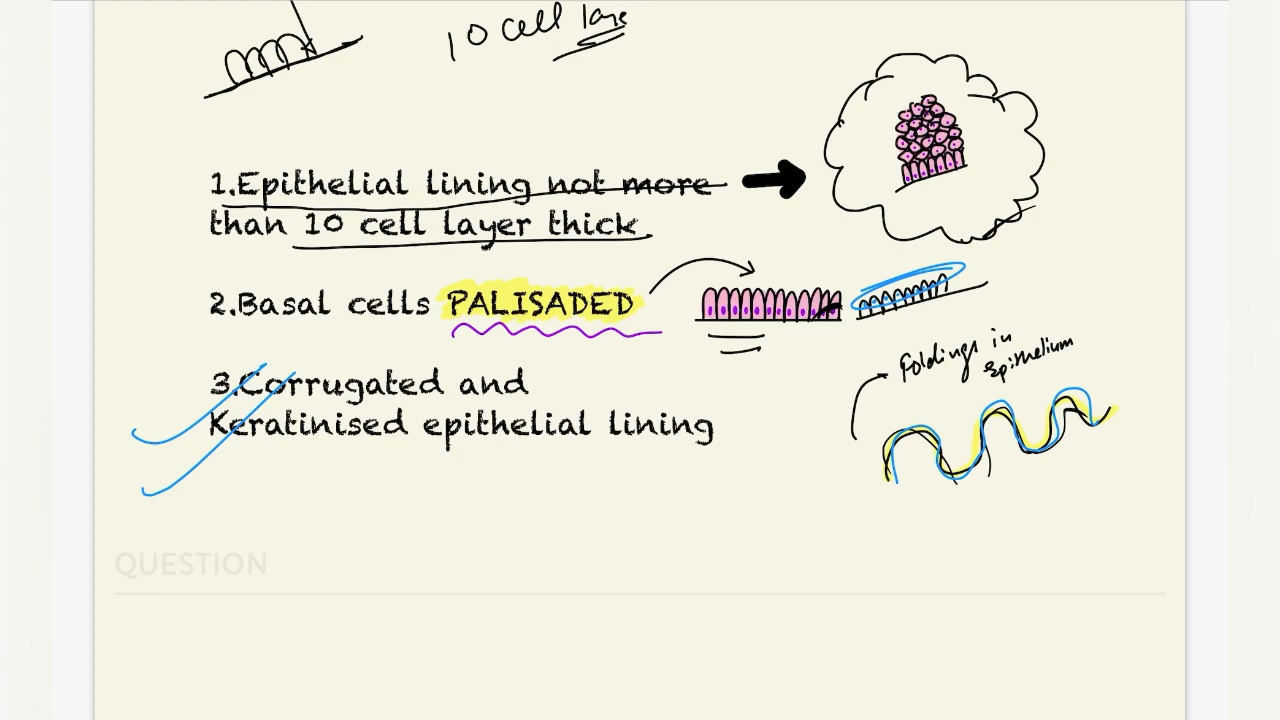 10 cell laye
1.Epithelial lining not more
than 10 cell layer thick
2.Basal cells PALISADED
3.Corrugated and
Keratinised epithelial lining
Foldings in
Epithelium
QUESTION